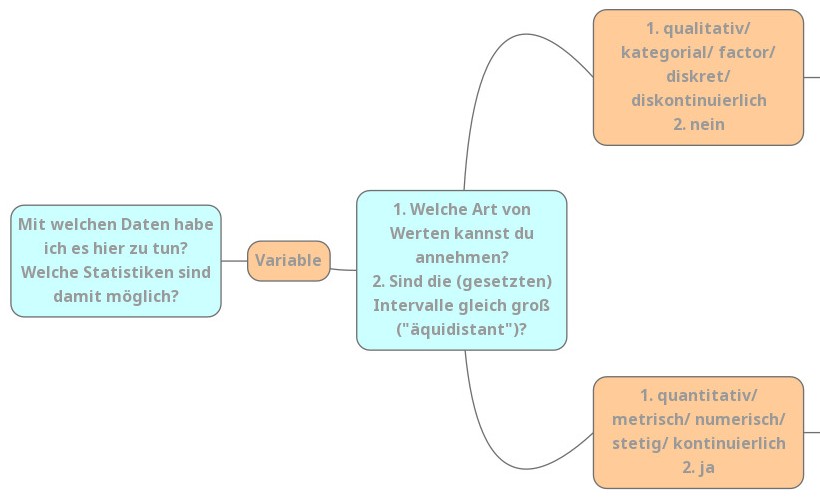 Mit welchen Daten habe
ich es hier zu tun?
Welche Statistiken sind
damit möglich?
Variable
1. Welche Art von
Werten kannst du
annehmen?
2. Sind die (gesetzten)
Intervalle gleich groß
("äquidistant")?
1. qualitativ/
kategorial/ factor/
diskret/
diskontinuierlich
2. nein
1. quantitativ/
metrisch/ numerisch/
stetig/ kontinuierlich
2. ja